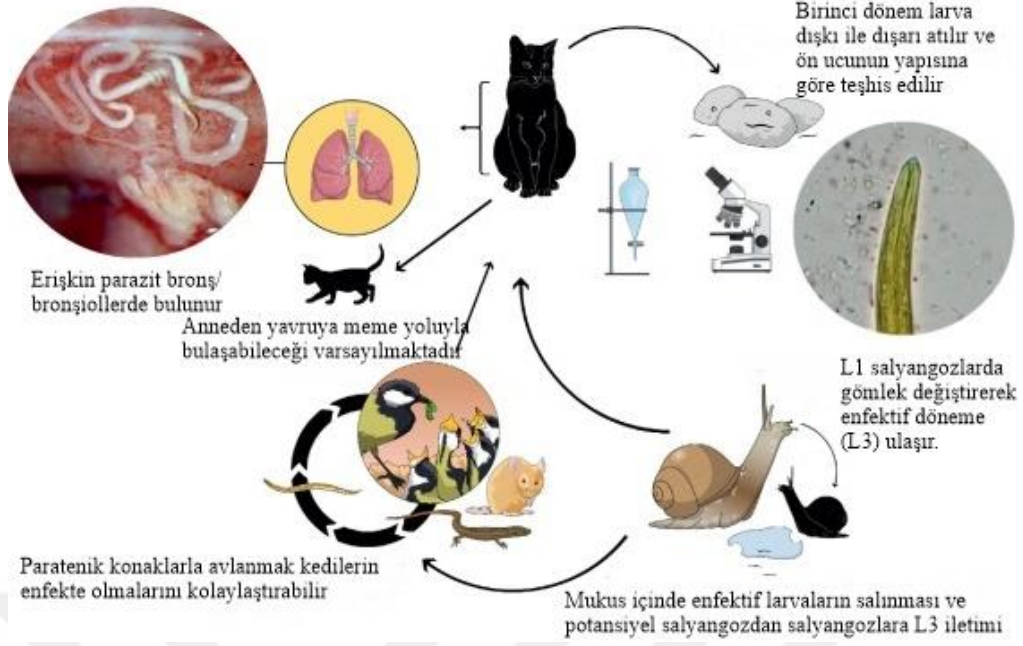 Birinci dönem larva
dışkı ile dışarı atılır ve
ön ucunun yapısına
göre teşhis edilir
Erişkin parazit bronş/
bronşiollerde bulunur
Anneden yavruya meme yoluyla
bulaşabileceği varsayılmaktadır
L1 salyangozlarda
gömlek değiştirerek
enfektif döneme
(L3) ulaşır.
Paratenik konaklarla avlanmak kedilerin
enfekte olmalarını kolaylaştırabilir
Mukus içinde enfektif larvaların salınması ve
potansiyel salyangozdan salyangozlara L3 iletimi